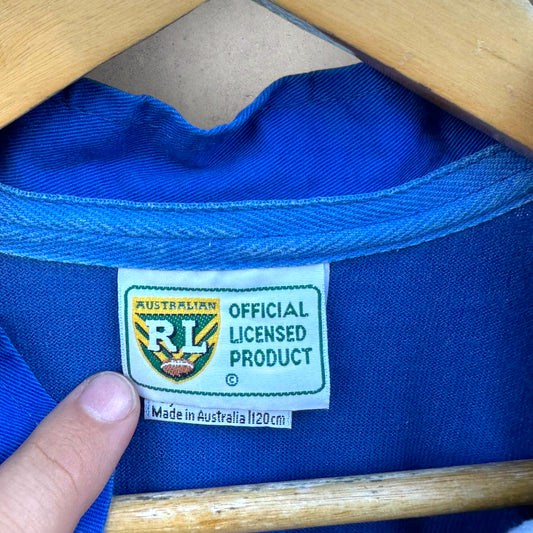 AUSTRALIAN
RL
OFFICIAL
LICENSED
PRODUCT
©
Made in Australia 120cm